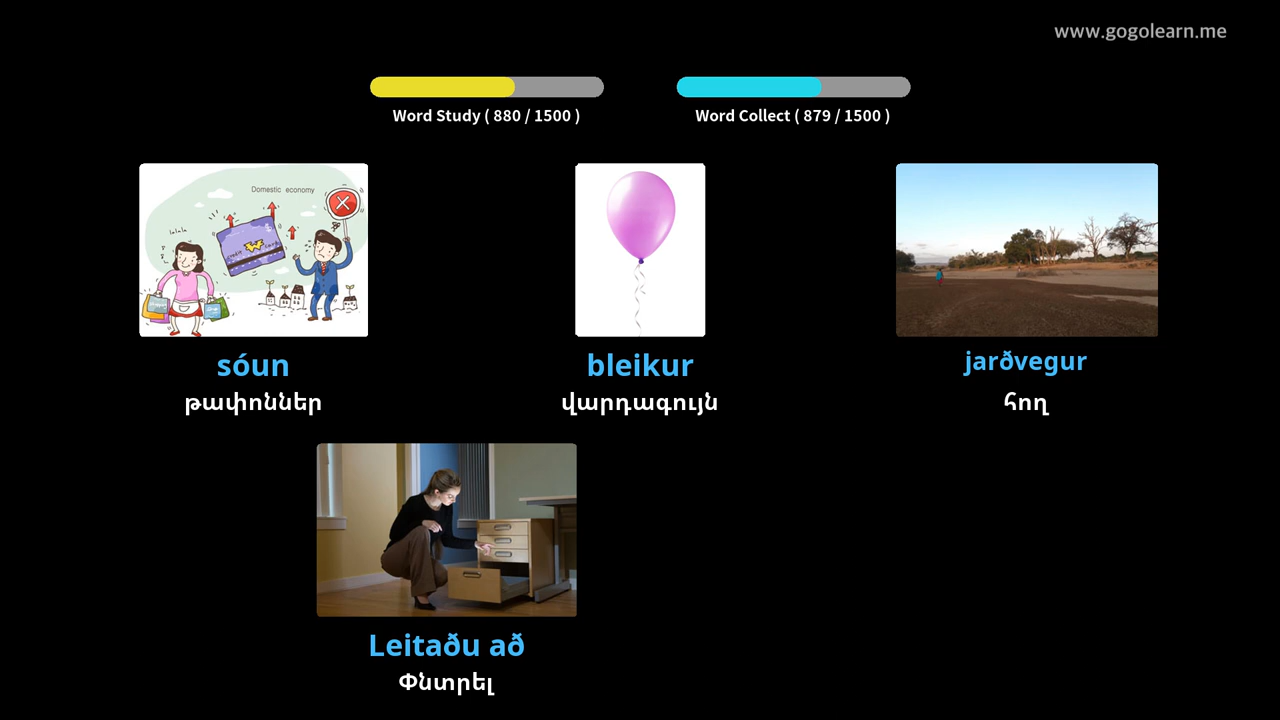 www.gogolearn.me
Word Study ( 880 / 1500 )
Word Collect ( 879 / 1500 )
Domestic economy
lalala
sóun
թափոններ
bleikur
վարդագույն
jarðvegur
հող
Leitaðu að
Փնտրել